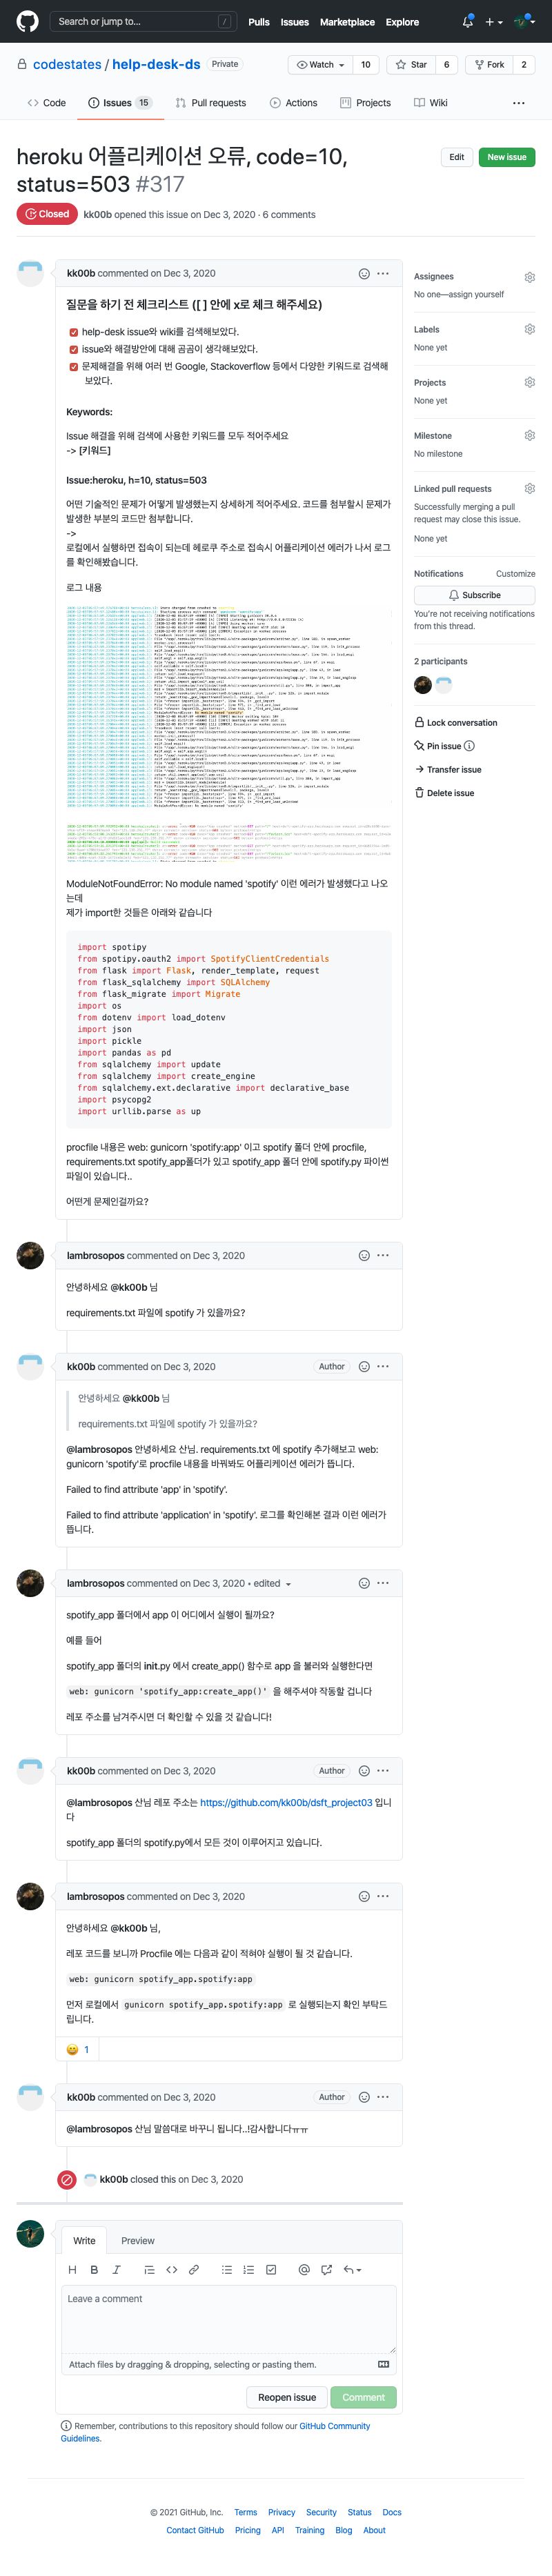 Search or jump to...
/
Pulls Issues Marketplace Explore
codestates / help-desk-ds Private
Watch 10 Star 6 Fork 2
Code Issues 15 Pull requests Actions Projects Wiki
heroku 어플리케이션 오류, code=10,
status=503 #317
Edit New issue
Closed kk00b opened this issue on Dec 3, 2020 · 6 comments
kk00b commented on Dec 3, 2020
질문을 하기 전 체크리스트 ([ ] 안에 x로 체크 해주세요)
help-desk issue와 wiki를 검색해보았다.
issue와 해결방안에 대해 곰곰이 생각해보았다.
문제해결을 위해 여러 번 Google, Stackoverflow 등에서 다양한 키워드로 검색해
보았다.
Keywords:
Issue 해결을 위해 검색에 사용한 키워드를 모두 적어주세요
-> [키워드]
Issue:heroku, h=10, status=503
어떤 기술적인 문제가 어떻게 발생했는지 상세하게 적어주세요. 코드를 첨부할시 문제가
발생한 부분의 코드만 첨부합니다.
->
로컬에서 실행하면 접속이 되는데 헤로쿠 주소로 접속시 어플리케이션 에러가 나서 로그
를 확인해봤습니다.
로그 내용
ModuleNotFoundError: No module named 'spotify' 이런 에러가 발생했다고 나오
는데
제가 import한 것들은 아래와 같습니다
import spotipy
from spotipy.oauth2 import SpotifyClientCredentials
from flask import Flask, render_template, request
from flask_sqlalchemy import SQLAlchemy
from flask_migrate import Migrate
import os
from dotenv import load_dotenv
import json
import pickle
import pandas as pd
from sqlalchemy import update
from sqlalchemy import create_engine
from sqlalchemy.ext.declarative import declarative_base
import psycopg2
import urllib.parse as up
procfile 내용은 web: gunicorn 'spotify:app' 이고 spotify 폴더 안에 procfile,
requirements.txt spotify_app폴더가 있고 spotify_app 폴더 안에 spotify.py 파이썬
파일이 있습니다..
어떤게 문제인걸까요?
Assignees
No one—assign yourself
Labels
None yet
Projects
None yet
Milestone
No milestone
Linked pull requests
Successfully merging a pull
request may close this issue.
None yet
Notifications Customize
Subscribe
You're not receiving notifications
from this thread.
2 participants
Lock conversation
Pin issue
Transfer issue
Delete issue
lambrosopos commented on Dec 3, 2020
안녕하세요 @kk00b 님
requirements.txt 파일에 spotify 가 있을까요?
kk00b commented on Dec 3, 2020 Author
안녕하세요 @kk00b 님
requirements.txt 파일에 spotify 가 있을까요?
@lambrosopos 안녕하세요 산님. requirements.txt 에 spotify 추가해보고 web:
gunicorn 'spotify'로 procfile 내용을 바꿔봐도 어플리케이션 에러가 뜹니다.
Failed to find attribute 'app' in 'spotify'.
Failed to find attribute 'application' in 'spotify'. 로그를 확인해본 결과 이런 에러가
뜹니다.
lambrosopos commented on Dec 3, 2020 • edited
spotify_app 폴더에서 app 이 어디에서 실행이 될까요?
예를 들어
spotify_app 폴더의 init.py 에서 create_app() 함수로 app 을 불러와 실행한다면
web: gunicorn 'spotify_app:create_app()' 을 해주셔야 작동할 겁니다
레포 주소를 남겨주시면 더 확인할 수 있을 것 같습니다!
kk00b commented on Dec 3, 2020 Author
@lambrosopos 산님 레포 주소는 https://github.com/kk00b/dsft_project03 입니
다
spotify_app 폴더의 spotify.py에서 모든 것이 이루어지고 있습니다.
lambrosopos commented on Dec 3, 2020
안녕하세요 @kk00b 님,
레포 코드를 보니까 Procfile 에는 다음과 같이 적혀야 실행이 될 것 같습니다.
web: gunicorn spotify_app.spotify:app
먼저 로컬에서 gunicorn spotify_app.spotify:app 로 실행되는지 확인 부탁드
립니다.
1
kk00b commented on Dec 3, 2020 Author
@lambrosopos 산님 말씀대로 바꾸니 됩니다..!감사합니다ㅠㅠ
kk00b closed this on Dec 3, 2020
Write Preview
Leave a comment
Attach files by dragging & dropping, selecting or pasting them.
Reopen issue Comment
Remember, contributions to this repository should follow our GitHub Community
Guidelines.
© 2021 GitHub, Inc. Terms Privacy Security Status Docs
Contact GitHub Pricing API Training Blog About